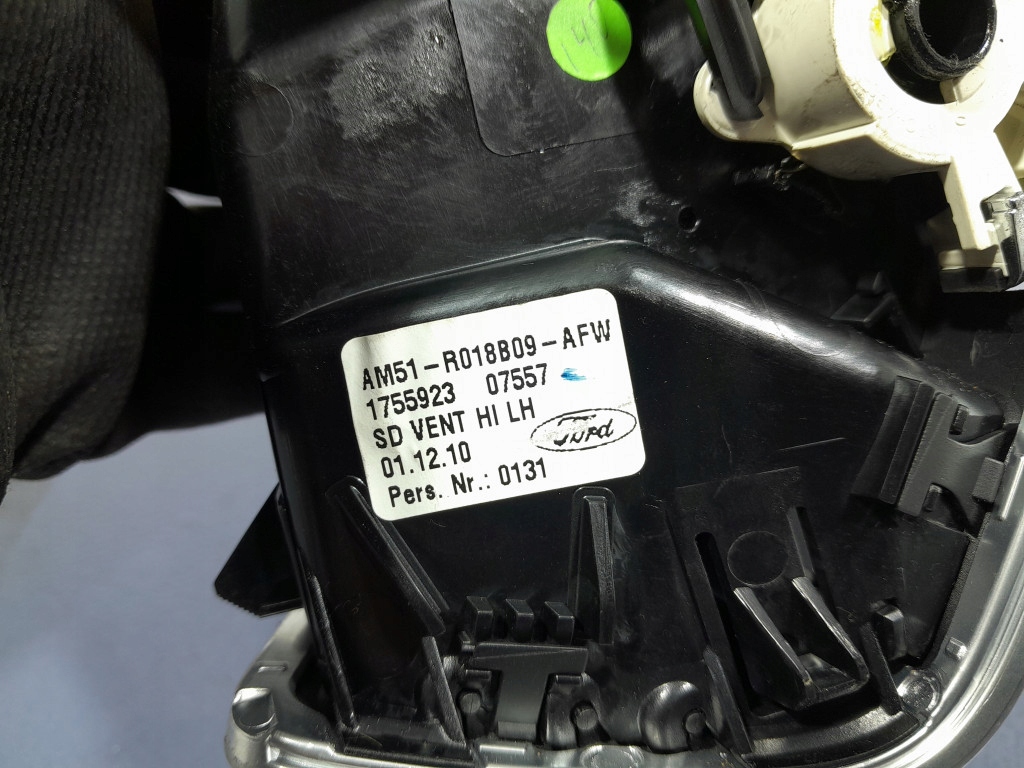 AM51-R018B09-AFW
1755923 07557
SD VENT HI LH
Ford
01.12.10
Pers. Nr.: 0131